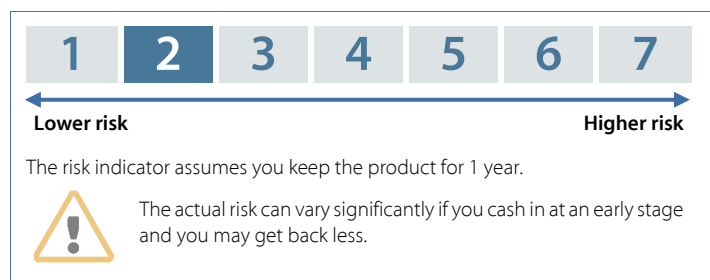 1 2 3 4 5 6 7
Lower risk Higher risk
The risk indicator assumes you keep the product for 1 year.
The actual risk can vary significantly if you cash in at an early stage
and you may get back less.